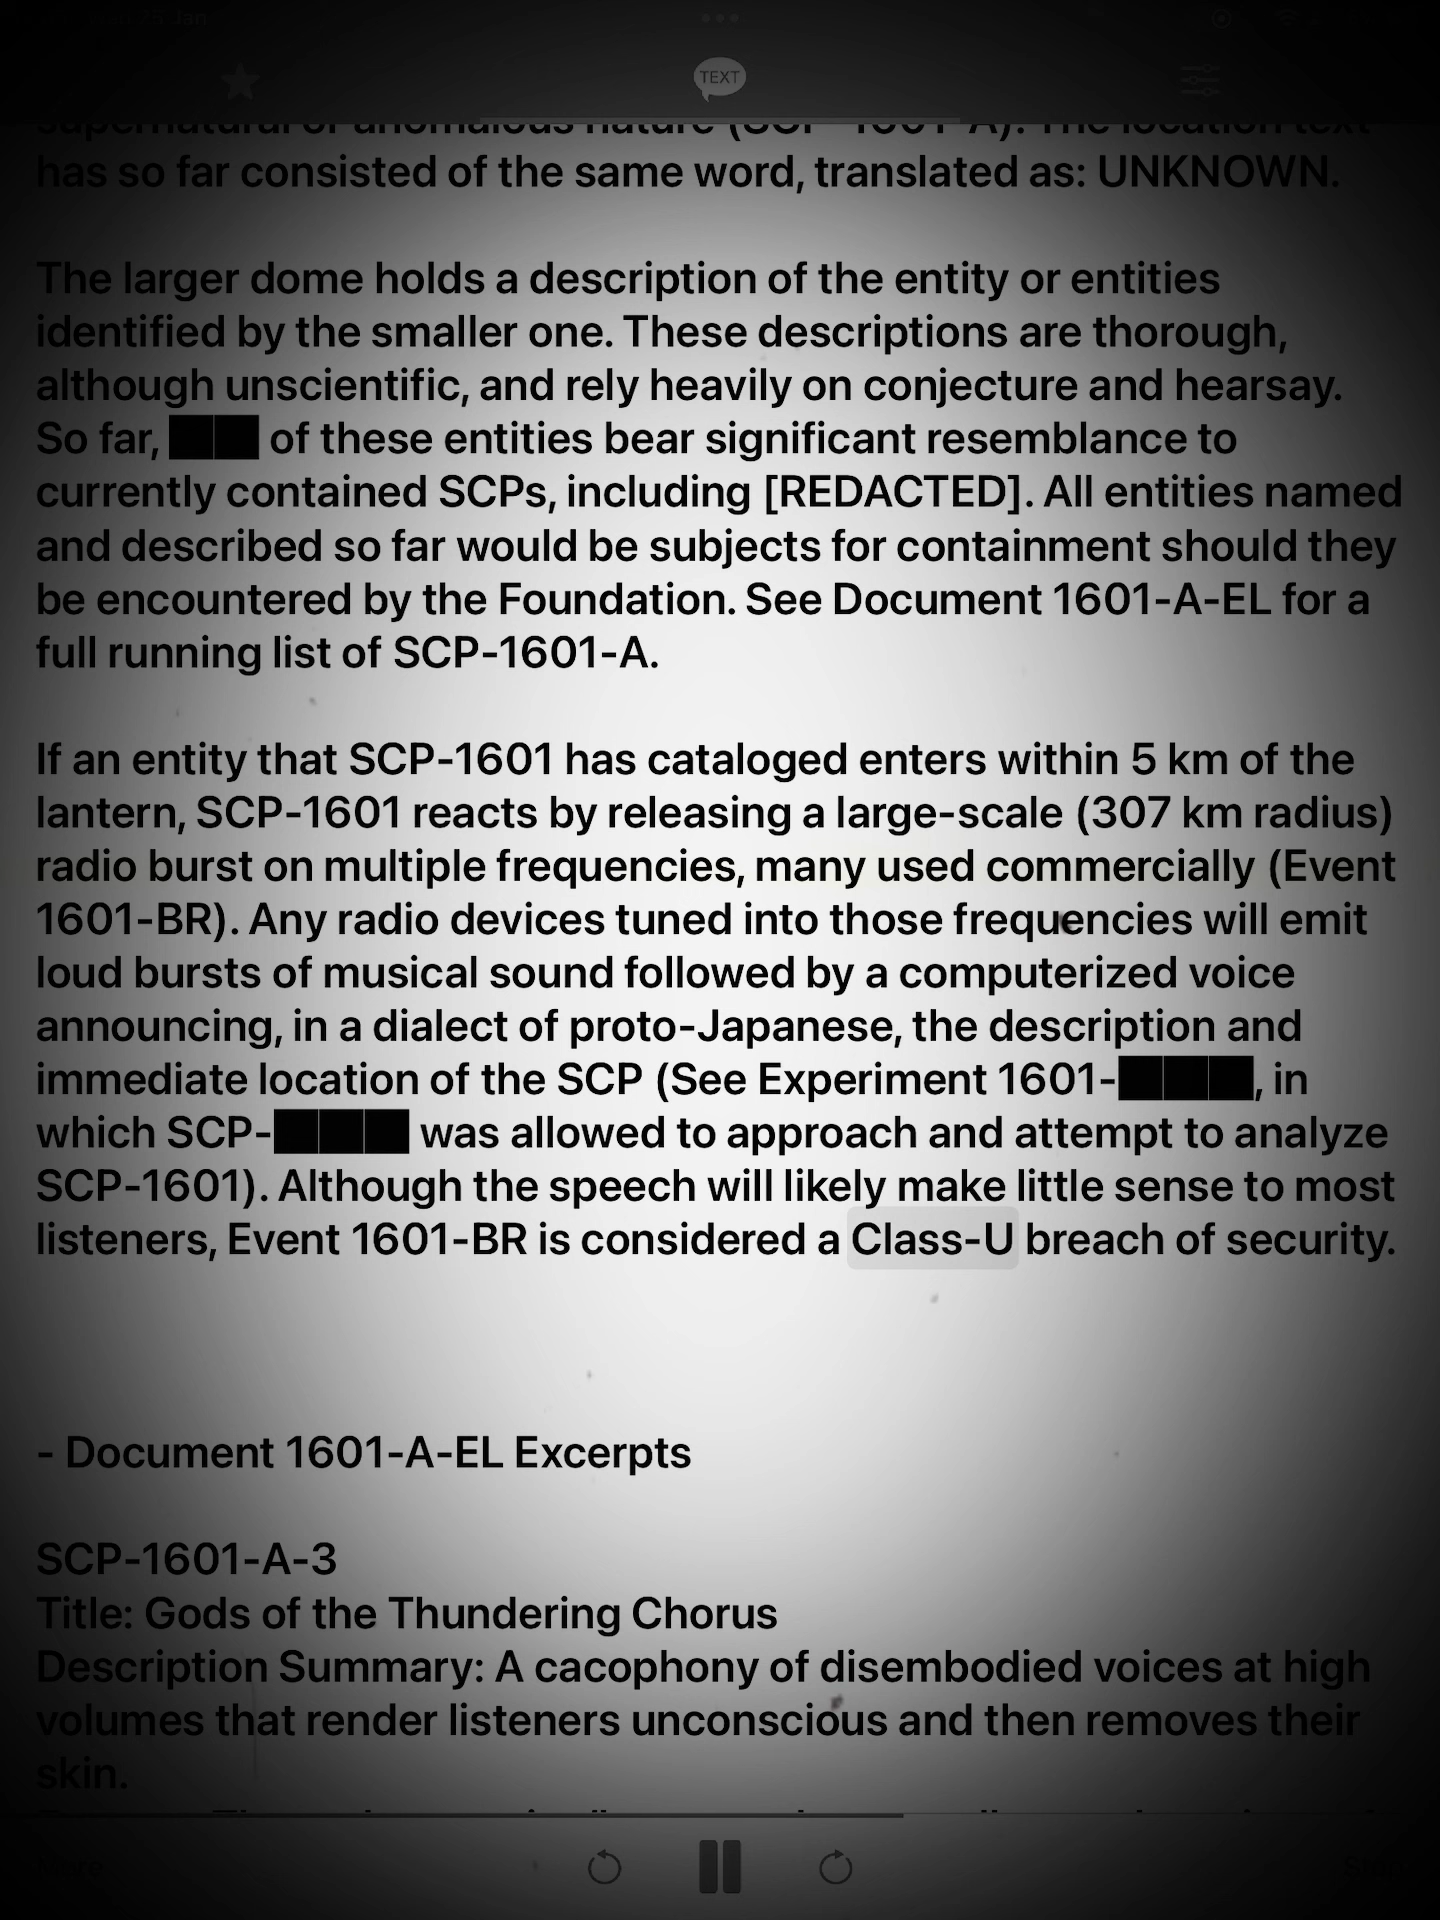 25 Jan
TEXT
supernatural or anomalous nature (SCP-1601-A). The location text
has so far consisted of the same word, translated as: UNKNOWN.
The larger dome holds a description of the entity or entities
identified by the smaller one. These descriptions are thorough,
although unscientific, and rely heavily on conjecture and hearsay.
So far, ██ of these entities bear significant resemblance to
currently contained SCPs, including [REDACTED]. All entities named
and described so far would be subjects for containment should they
be encountered by the Foundation. See Document 1601-A-EL for a
full running list of SCP-1601-A.
If an entity that SCP-1601 has cataloged enters within 5 km of the
lantern, SCP-1601 reacts by releasing a large-scale (307 km radius)
radio burst on multiple frequencies, many used commercially (Event
1601-BR). Any radio devices tuned into those frequencies will emit
loud bursts of musical sound followed by a computerized voice
announcing, in a dialect of proto-Japanese, the description and
immediate location of the SCP (See Experiment 1601-███, in
which SCP-███ was allowed to approach and attempt to analyze
SCP-1601). Although the speech will likely make little sense to most
listeners, Event 1601-BR is considered a Class-U breach of security.
- Document 1601-A-EL Excerpts
SCP-1601-A-3
Title: Gods of the Thundering Chorus
Description Summary: A cacophony of disembodied voices at high
volumes that render listeners unconscious and then removes their
skin.